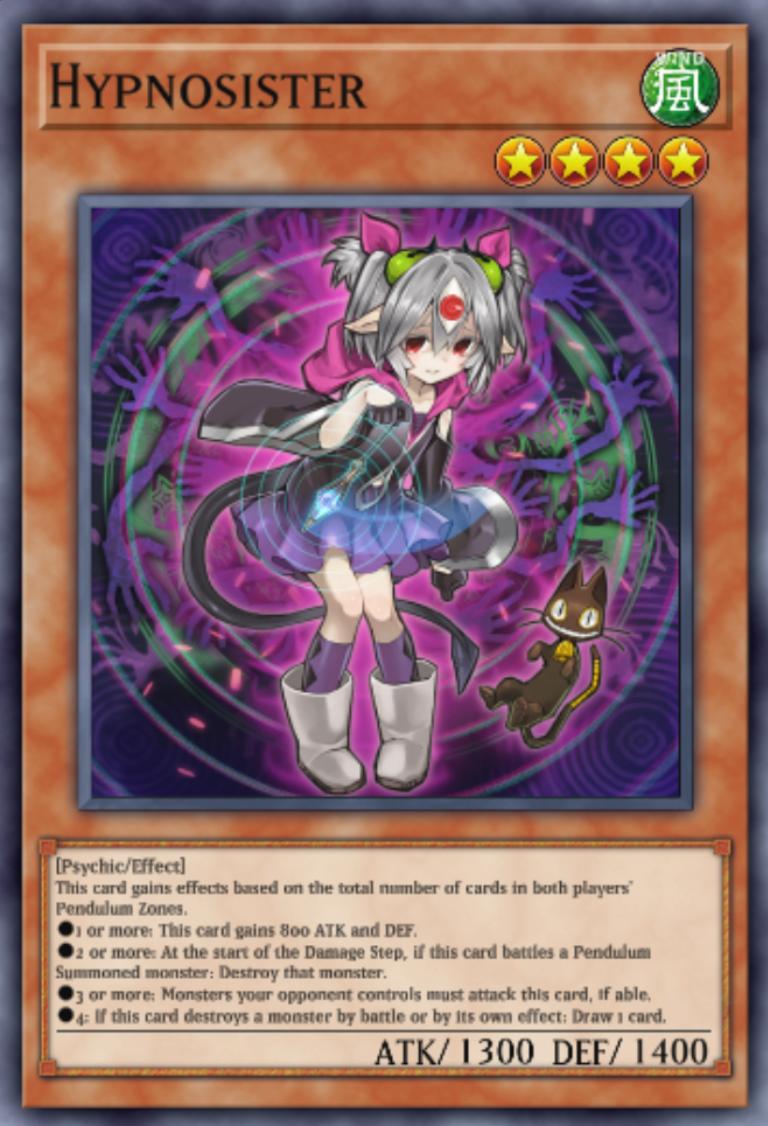 HYPNOSISTER
WIND
風
[Psychic/Effect]
This card gains effects based on the total number of cards in both players'
Pendulum Zones.
●1 or more: This card gains 800 ATK and DEF.
●2 or more: At the start of the Damage Step, if this card battles a Pendulum
Summoned monster: Destroy that monster.
●3 or more: Monsters your opponent controls must attack this card, if able.
●4: If this card destroys a monster by battle or by its own effect: Draw 1 card.
ATK/ 1300 DEF/ 1400